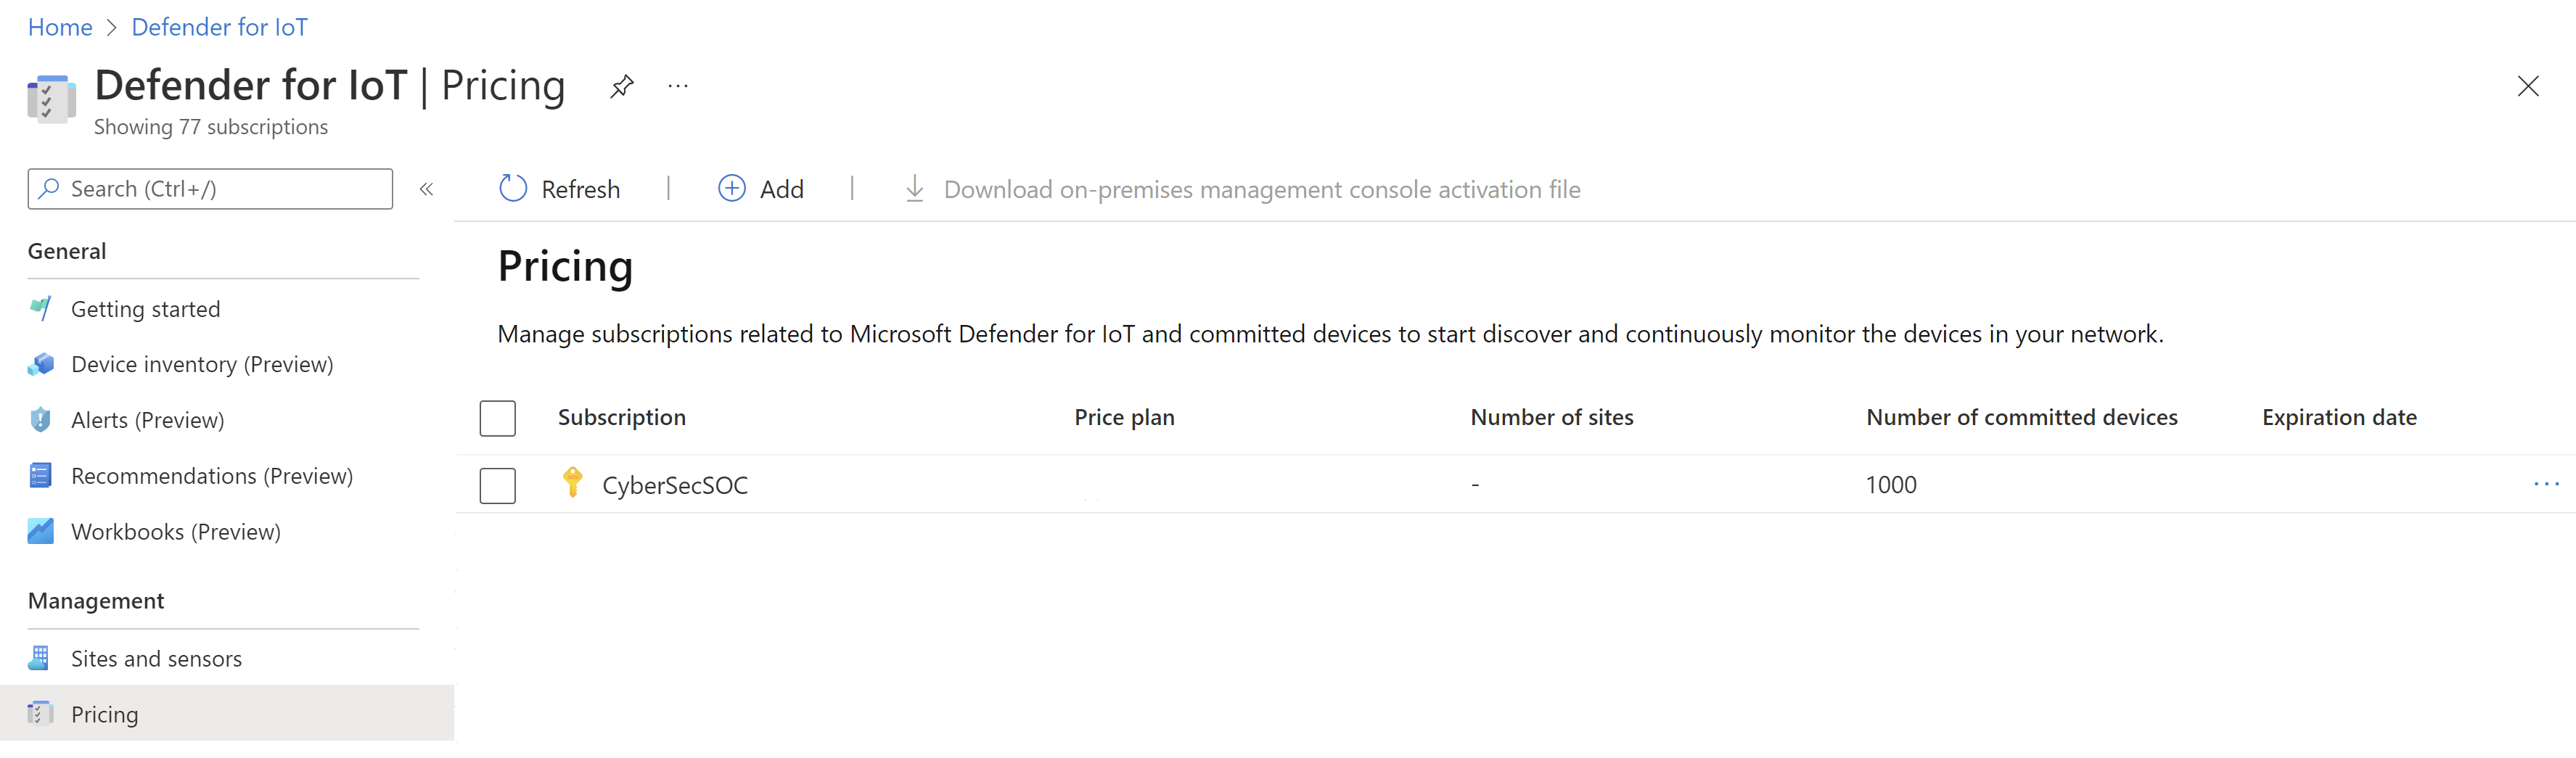 Home > Defender for IoT
Defender for IoT | Pricing ...
Showing 77 subscriptions
Search (Ctrl+/) «
Refresh | Add | Download on-premises management console activation file
General
Getting started
Device inventory (Preview)
Alerts (Preview)
Recommendations (Preview)
Workbooks (Preview)
Management
Sites and sensors
Pricing
Pricing
Manage subscriptions related to Microsoft Defender for IoT and committed devices to start discover and continuously monitor the devices in your network.
Subscription Price plan Number of sites Number of committed devices Expiration date
CyberSecSOC - 1000 ...